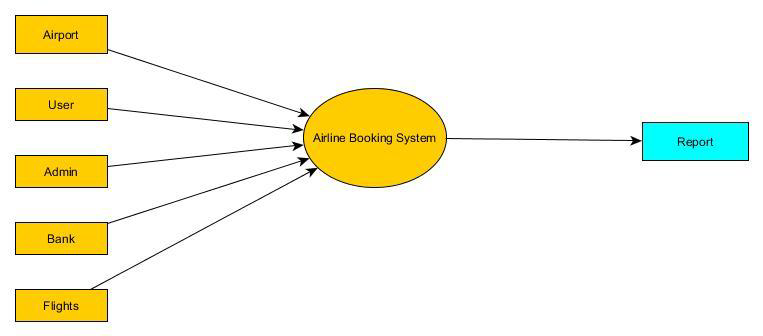 Airport
User
Admin
Bank
Flights
Airline Booking System
Report